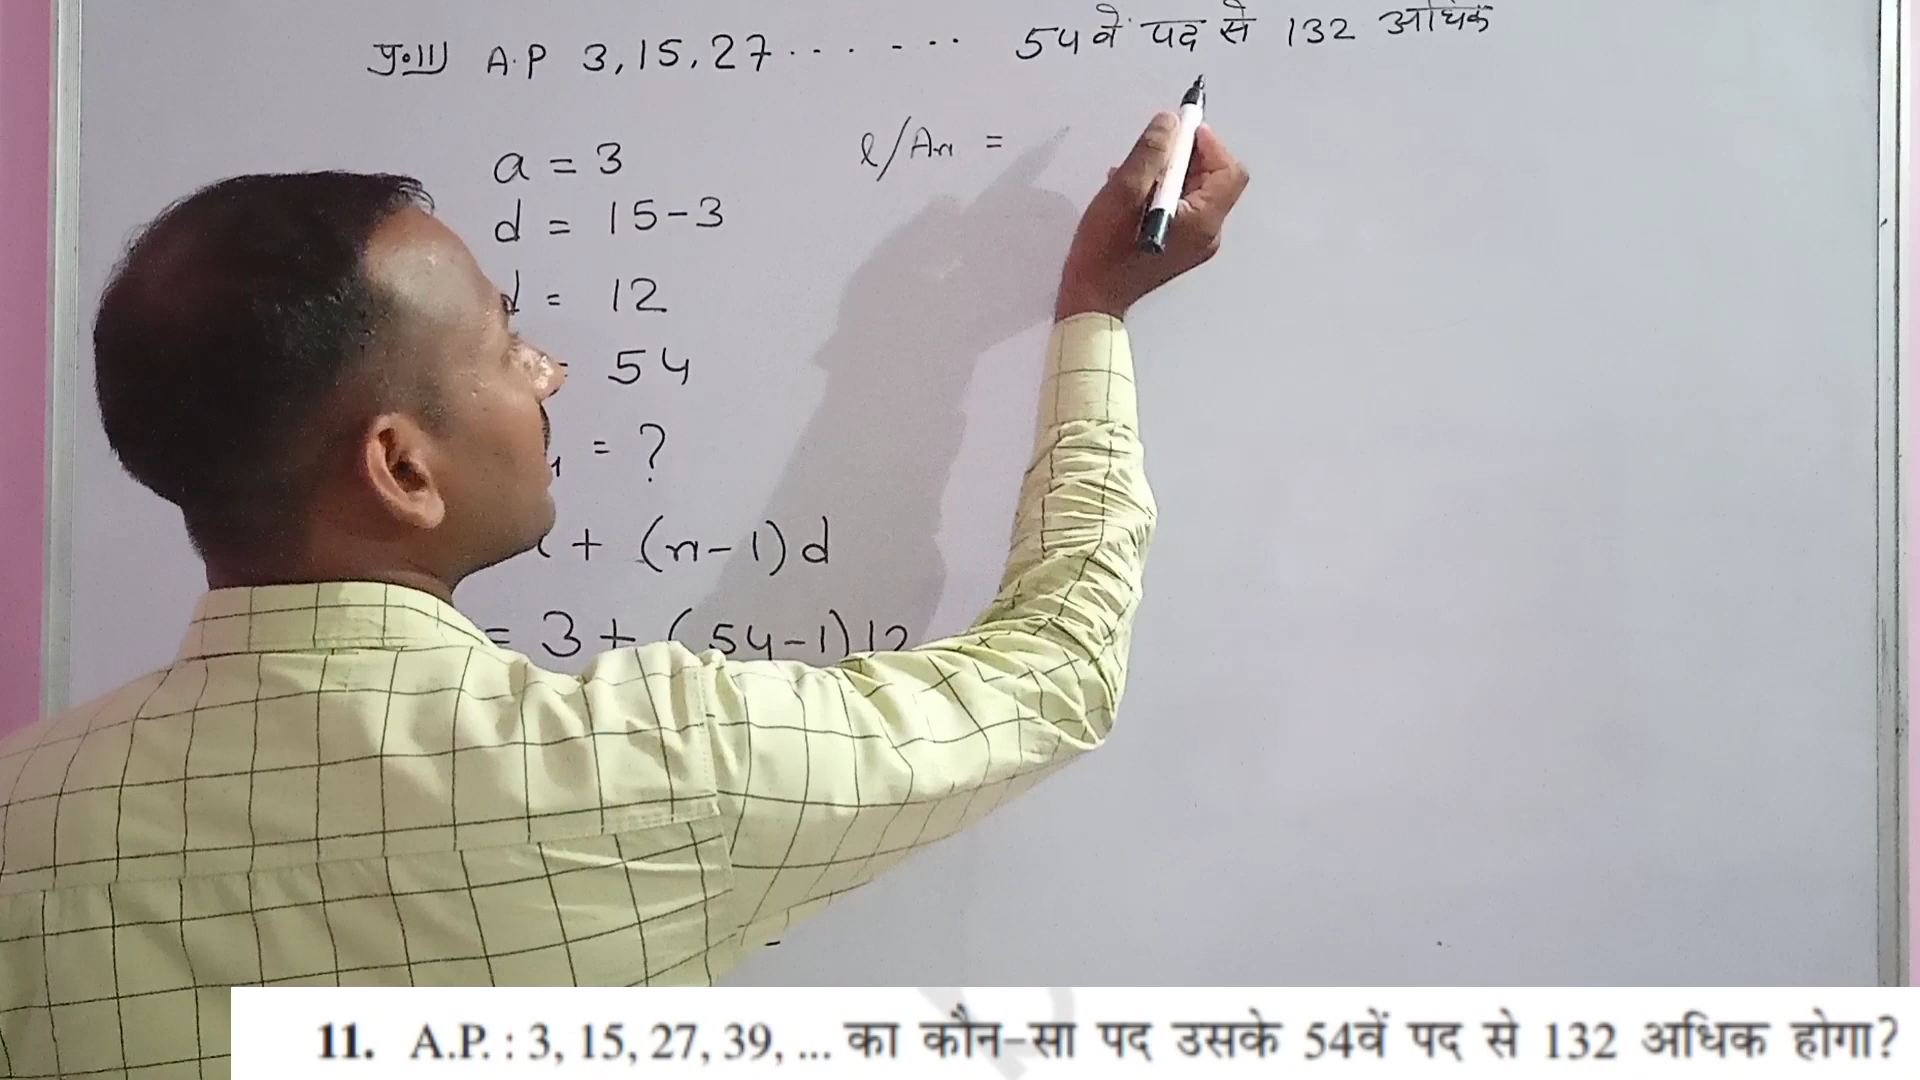 प्र०11) A.P 3, 15, 27 . . . - . . . 54 वें पद से 132 अधिक
a = 3
l/An =
d = 15-3
d = 12
= 54
= ?
+ (n-1)d
= 3 + (54-1)12
11. A.P. : 3, 15, 27, 39, ... का कौन-सा पद उसके 54वें पद से 132 अधिक होगा?